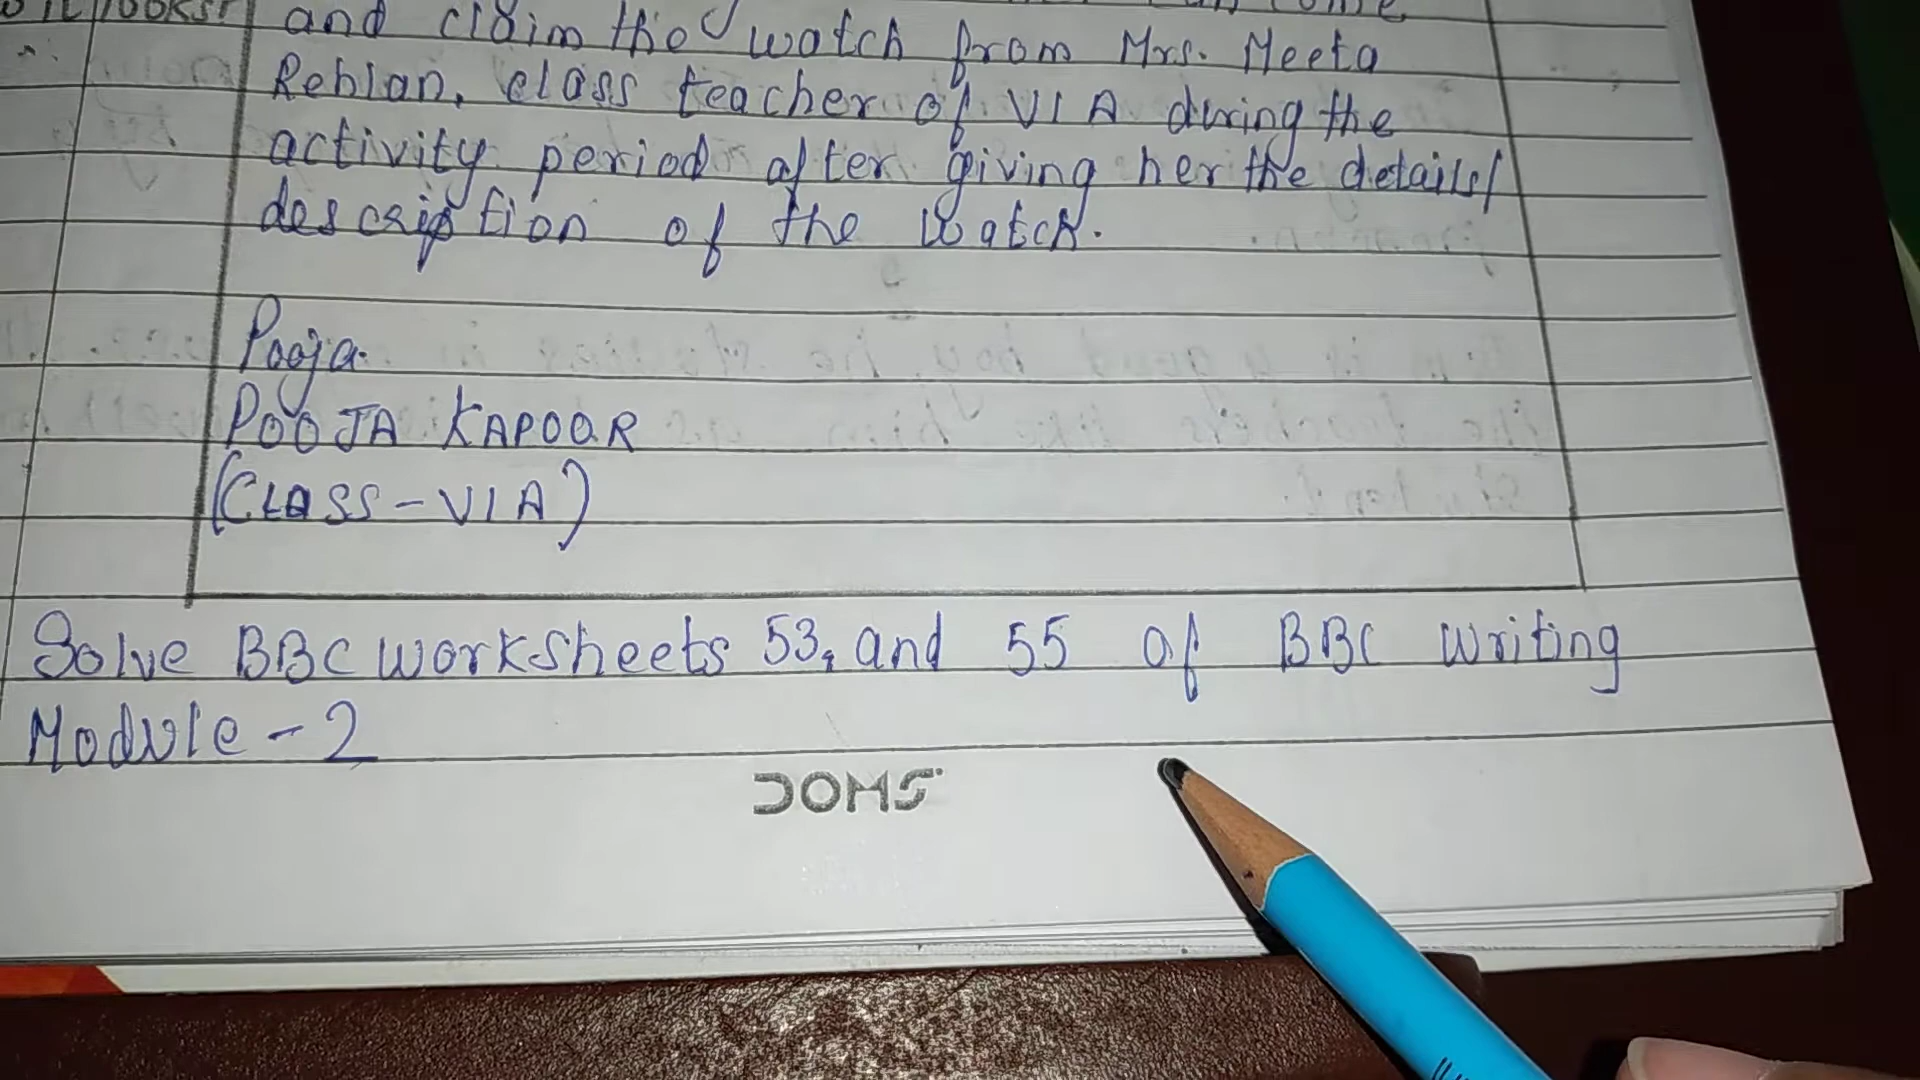 and claim the watch from Mrs. Meeta
Rehlan, class teacher of VI A during the
activity period after giving her the details/
description of the watch.
Pooja
POOJA KAPOOR
(CLASS-VIA)
Solve BBC worksheets 53, and 55 of BBC writing
Module-2
DOMS